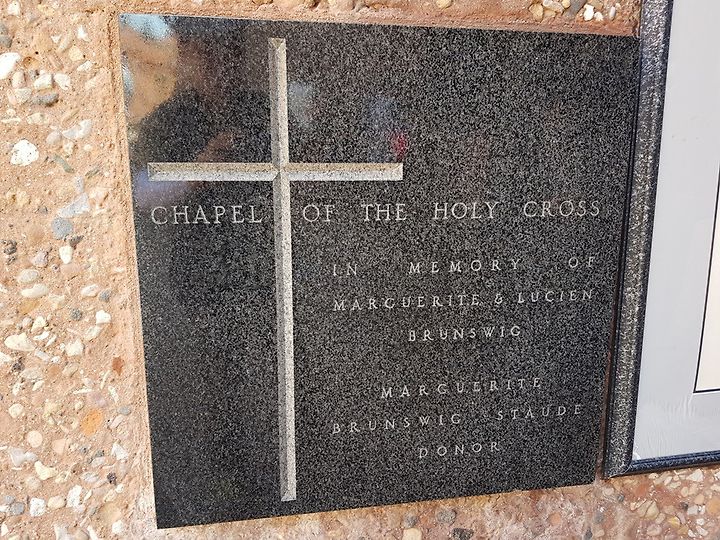 CHAPEL OF THE HOLY CROSS
IN MEMORY OF
MARGUERITE & LUCIEN
BRUNSWIG
MARGUERITE
BRUNSWIG STAUDE
DONOR